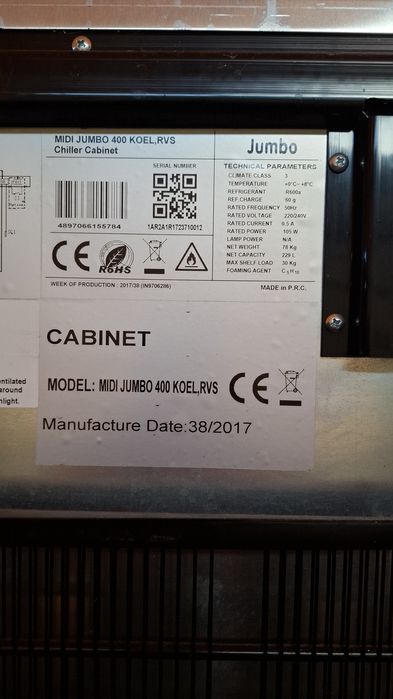 MIDI JUMBO 400 KOEL,RVS
Chiller Cabinet
SERIAL NUMBER
4897066155784
1AR2A1R1723710012
CE
RoHS
WEEK OF PRODUCTION : 2017/38 (IN9706286)
Jumbo
TECHNICAL PARAMETERS
CLIMATE CLASS 3
TEMPERATURE +0°C~ +8°C
REFRIGERANT R600a
REF.CHARGE 60 g
RATED FREQUENCY 50Hz
RATED VOLTAGE 220/240V
RATED CURRENT 0.5 A
RATED POWER 105 W
LAMP POWER N/A
NET WEIGHT 78 Kg
NET CAPACITY 229 L
MAX SHELF LOAD 30 Kg
FOAMING AGENT C5H10
MADE IN P.R.C.
entilated
around
nlight.
CABINET
MODEL: MIDI JUMBO 400 KOEL,RVS CE
Manufacture Date:38/2017